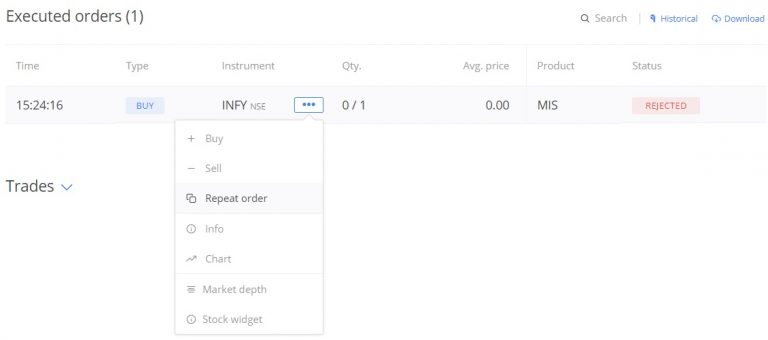 Executed orders (1)
Search Historical Download
Time Type Instrument Qty. Avg. price Product Status
15:24:16 BUY INFY NSE ••• 0 / 1 0.00 MIS REJECTED
Buy
Sell
Repeat order
Info
Chart
Market depth
Stock widget
Trades